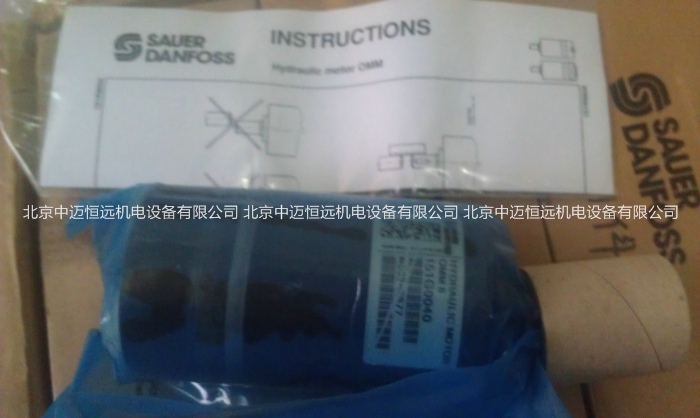 SAUER
DANFOSS
INSTRUCTIONS
Hydraulic motor OMM
SAUER
DANFOSS
北京中迈恒远机电设备有限公司 北京中迈恒远机电设备有限公司 北京中迈恒远机电设备有限公司
HYDRAULIC MOTOR
OMM 8
151G0040